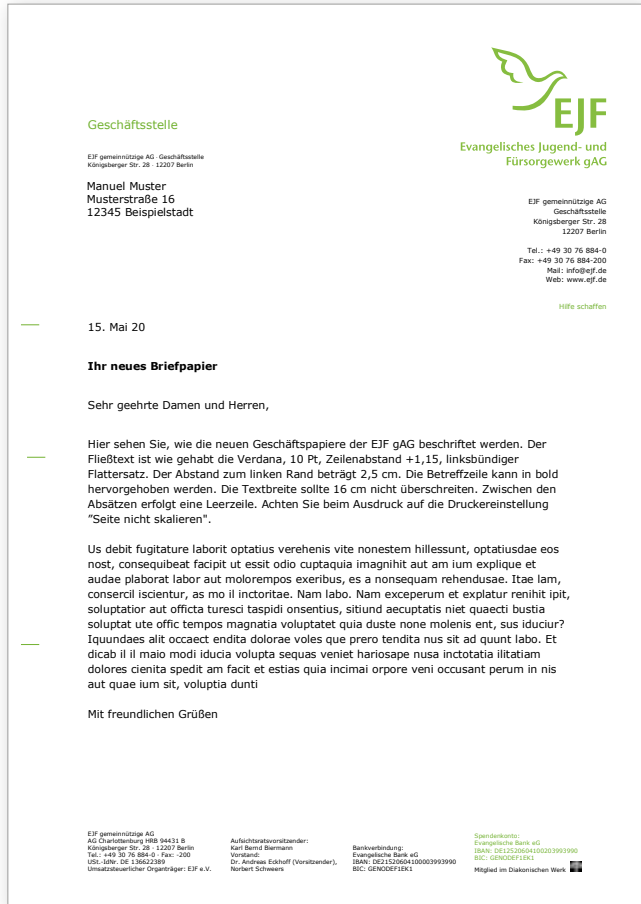 EJF
Evangelisches Jugend- und
Fürsorgewerk gAG
Geschäftsstelle
EJF gemeinnützige AG · Geschäftsstelle
Königsberger Str. 28 · 12207 Berlin
Manuel Muster
Musterstraße 16
12345 Beispielstadt
EJF gemeinnützige AG
Geschäftsstelle
Königsberger Str. 28
12207 Berlin
Tel.: +49 30 76 884-0
Fax: +49 30 76 884-200
Mail: info@ejf.de
Web: www.ejf.de
Hilfe schaffen
15. Mai 20
Ihr neues Briefpapier
Sehr geehrte Damen und Herren,
Hier sehen Sie, wie die neuen Geschäftspapiere der EJF gAG beschriftet werden. Der
Fließtext ist wie gehabt die Verdana, 10 Pt, Zeilenabstand +1,15, linksbündiger
Flattersatz. Der Abstand zum linken Rand beträgt 2,5 cm. Die Betreffzeile kann in bold
hervorgehoben werden. Die Textbreite sollte 16 cm nicht überschreiten. Zwischen den
Absätzen erfolgt eine Leerzeile. Achten Sie beim Ausdruck auf die Druckereinstellung
”Seite nicht skalieren".
Us debit fugitature laborit optatius verehenis vite nonestem hillessunt, optatiusdae eos
nost, consequibeat facipit ut essit odio cuptaquia imagnihit aut am ium explique et
audae plaborat labor aut molorempos exeribus, es a nonsequam rehendusae. Itae lam,
consercil iscientur, as mo il inctoritae. Nam labo. Nam exceperum et explatur renihit ipit,
soluptatior aut officta turesci taspidi onsentius, sitiund aecuptatis niet quaecti bustia
soluptat ute offic tempos magnatia voluptatet quia duste none molenis ent, sus iduciur?
Iquundaes alit occaect endita dolorae voles que prero tendita nus sit ad quunt labo. Et
dicab il il maio modi iducia volupta sequas veniet hariosape nusa inctotatia ilitatiam
dolores cienita spedit am facit et estias quia incimai orpore veni occusant perum in nis
aut quae ium sit, voluptia dunti
Mit freundlichen Grüßen
EJF gemeinnützige AG
AG Charlottenburg HRB 94431 B
Königsberger Str. 28 - 12207 Berlin
Tel.: +49 30 76 884-0 · Fax: -200
USt.-IdNr. DE 136622389
Umsatzsteuerlicher Organträger: EJF e.V.
Aufsichtsratsvorsitzender:
Karl Bernd Biermann
Vorstand:
Dr. Andreas Eckhoff (Vorsitzender),
Norbert Schweers
Bankverbindung:
Evangelische Bank eG
IBAN: DE21520604100003993990
BIC: GENODEF1EK1
Spendenkonto:
Evangelische Bank eG
IBAN: DE12520604100203993990
BIC: GENODEF1EK1
Mitglied im Diakonischen Werk